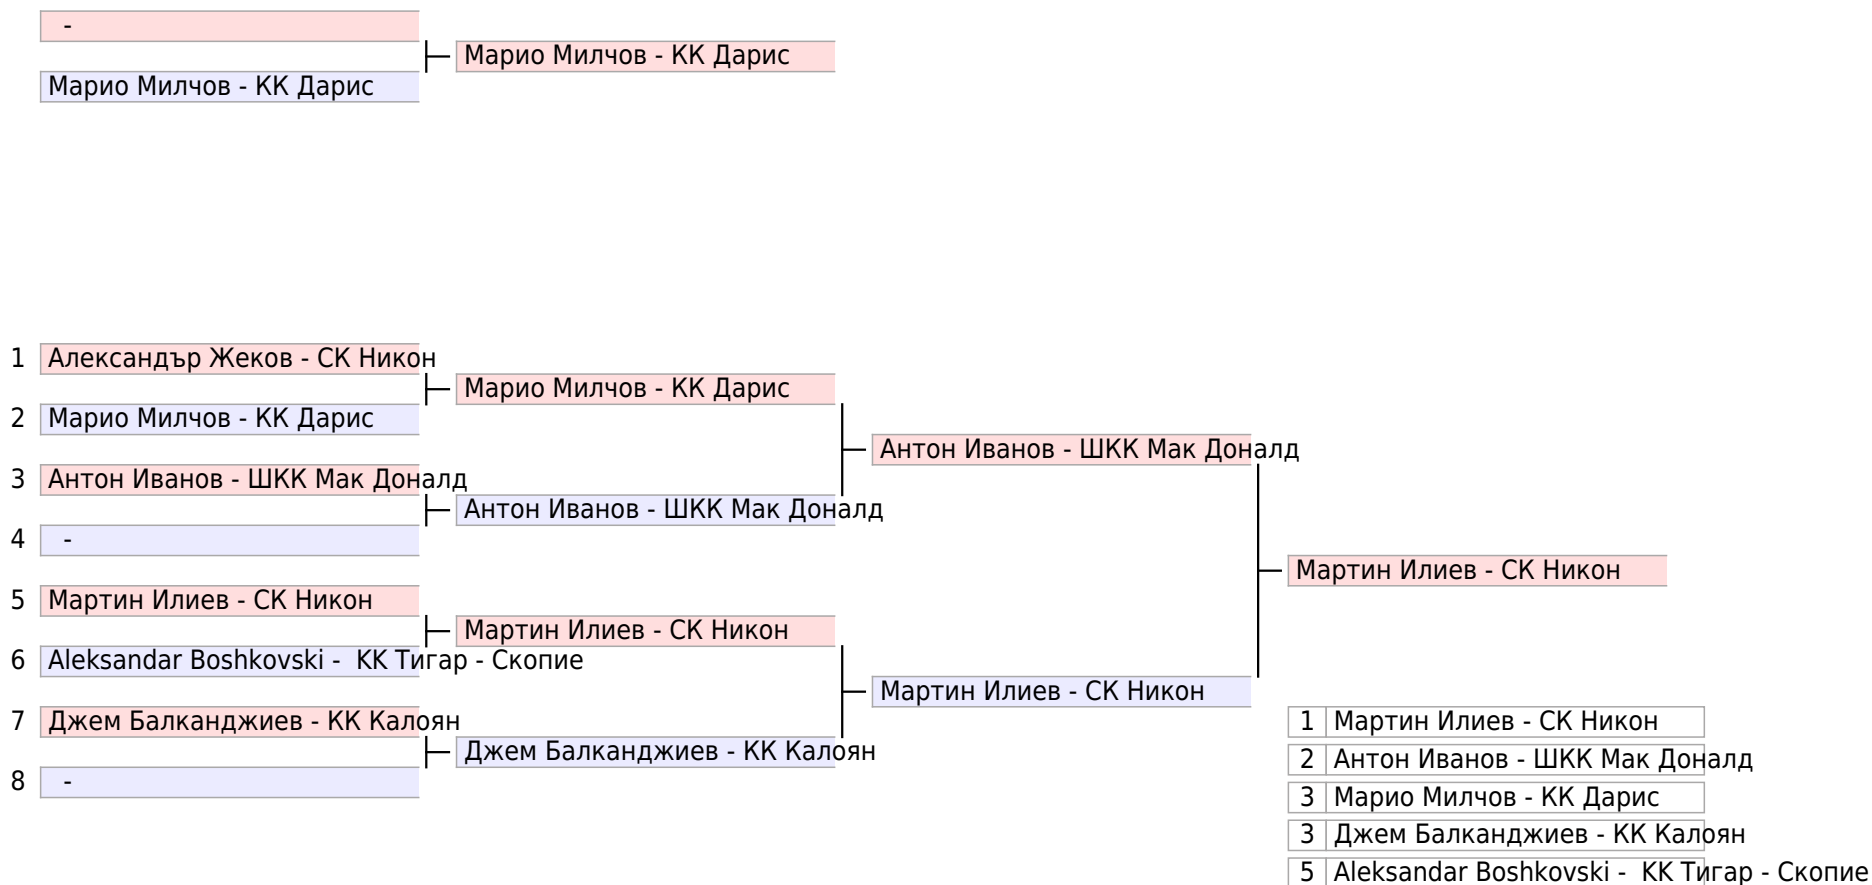 -
Марио Милчов - КК Дарис
Марио Милчов - КК Дарис
1 Александър Жеков - СК Никон
Марио Милчов - КК Дарис
2 Марио Милчов - КК Дарис
Антон Иванов - ШКК Мак Доналд
3 Антон Иванов - ШКК Мак Доналд
Антон Иванов - ШКК Мак Доналд
4 -
Мартин Илиев - СК Никон
5 Мартин Илиев - СК Никон
Мартин Илиев - СК Никон
6 Aleksandar Boshkovski -  КК Тигар - Скопие
Мартин Илиев - СК Никон
7 Джем Балканджиев - КК Калоян
Джем Балканджиев - КК Калоян
8 -
1 Мартин Илиев - СК Никон
2 Антон Иванов - ШКК Мак Доналд
3 Марио Милчов - КК Дарис
3 Джем Балканджиев - КК Калоян
5 Aleksandar Boshkovski -  КК Тигар - Скопие